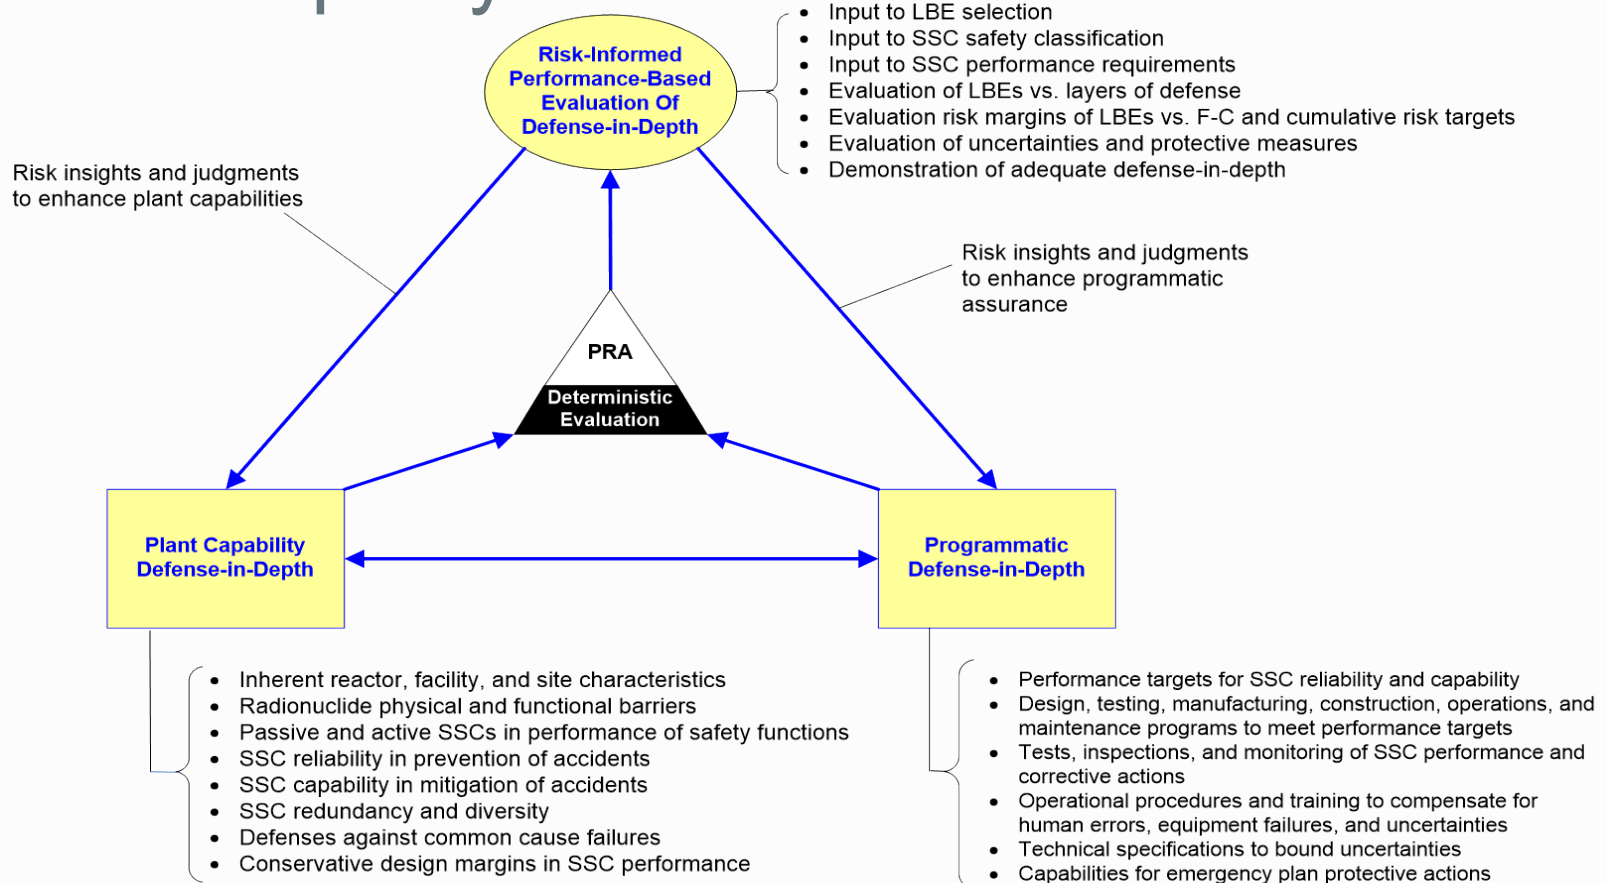 Risk-Informed
Performance-Based
Evaluation Of
Defense-in-Depth
• Input to LBE selection
• Input to SSC safety classification
• Input to SSC performance requirements
• Evaluation of LBEs vs. layers of defense
• Evaluation risk margins of LBEs vs. F-C and cumulative risk targets
• Evaluation of uncertainties and protective measures
• Demonstration of adequate defense-in-depth
Risk insights and judgments
to enhance plant capabilities
Risk insights and judgments
to enhance programmatic
assurance
PRA
Deterministic
Evaluation
Plant Capability
Defense-in-Depth
Programmatic
Defense-in-Depth
• Inherent reactor, facility, and site characteristics
• Radionuclide physical and functional barriers
• Passive and active SSCs in performance of safety functions
• SSC reliability in prevention of accidents
• SSC capability in mitigation of accidents
• SSC redundancy and diversity
• Defenses against common cause failures
• Conservative design margins in SSC performance
• Performance targets for SSC reliability and capability
• Design, testing, manufacturing, construction, operations, and
maintenance programs to meet performance targets
• Tests, inspections, and monitoring of SSC performance and
corrective actions
• Operational procedures and training to compensate for
human errors, equipment failures, and uncertainties
• Technical specifications to bound uncertainties
• Capabilities for emergency plan protective actions